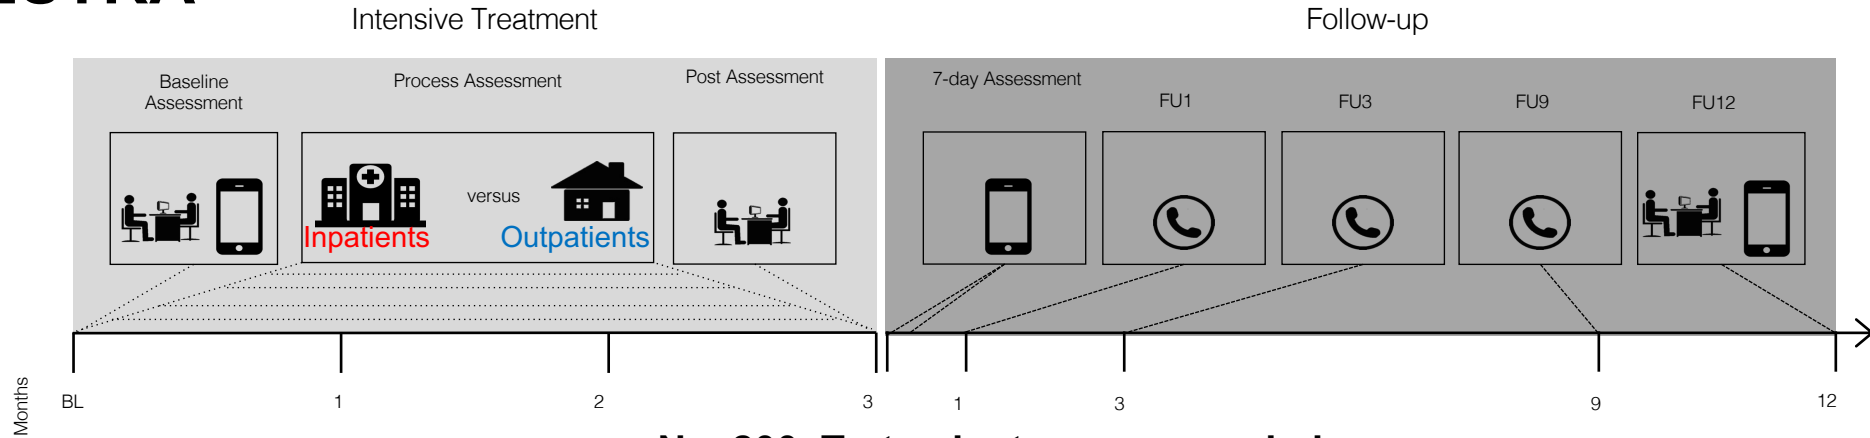 Intensive Treatment
Follow-up
Baseline
Assessment
Process Assessment
Post Assessment
7-day Assessment
FU1
FU3
FU9
FU12
versus
Inpatients
Outpatients
Months
BL
1
2
3
1
3
9
12